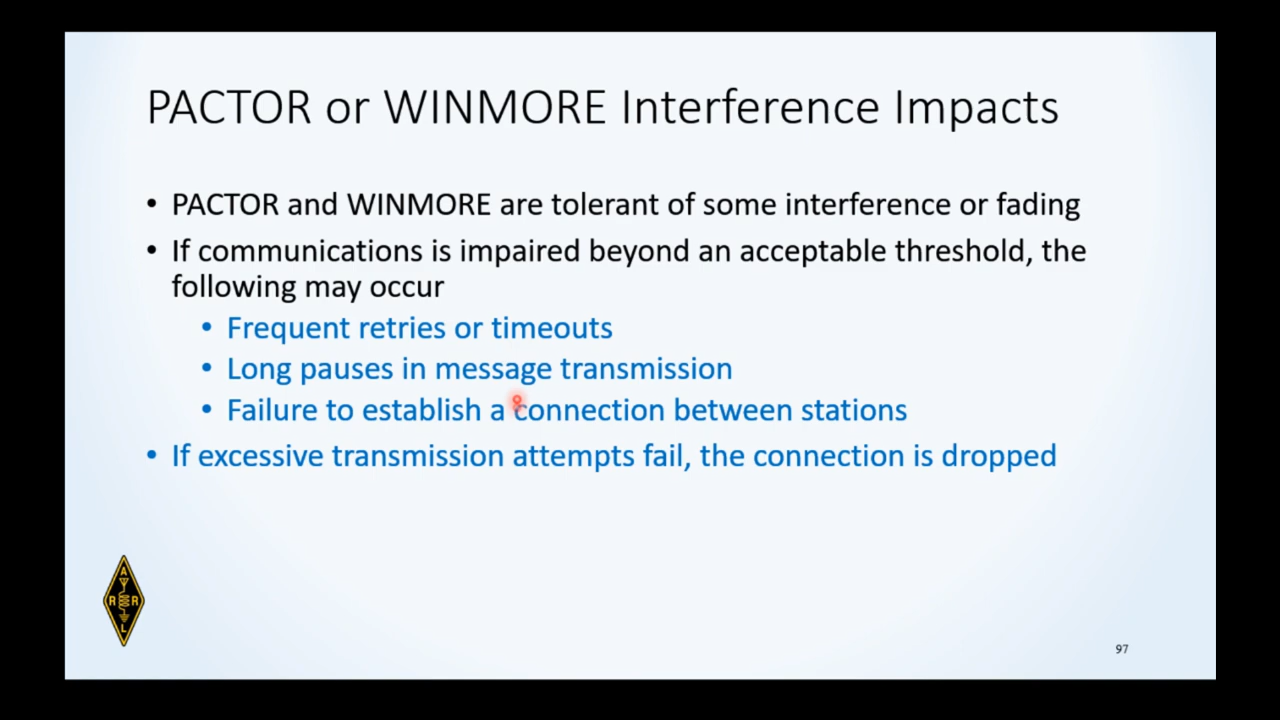 PACTOR or WINMORE Interference Impacts
• PACTOR and WINMORE are tolerant of some interference or fading
• If communications is impaired beyond an acceptable threshold, the
following may occur
• Frequent retries or timeouts
• Long pauses in message transmission
• Failure to establish a connection between stations
• If excessive transmission attempts fail, the connection is dropped
A
R R
L
97